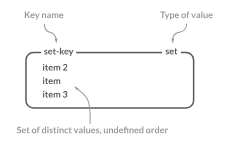 Key name
Type of value
set-key
set
item 2
item
item 3
Set of distinct values, undefined order